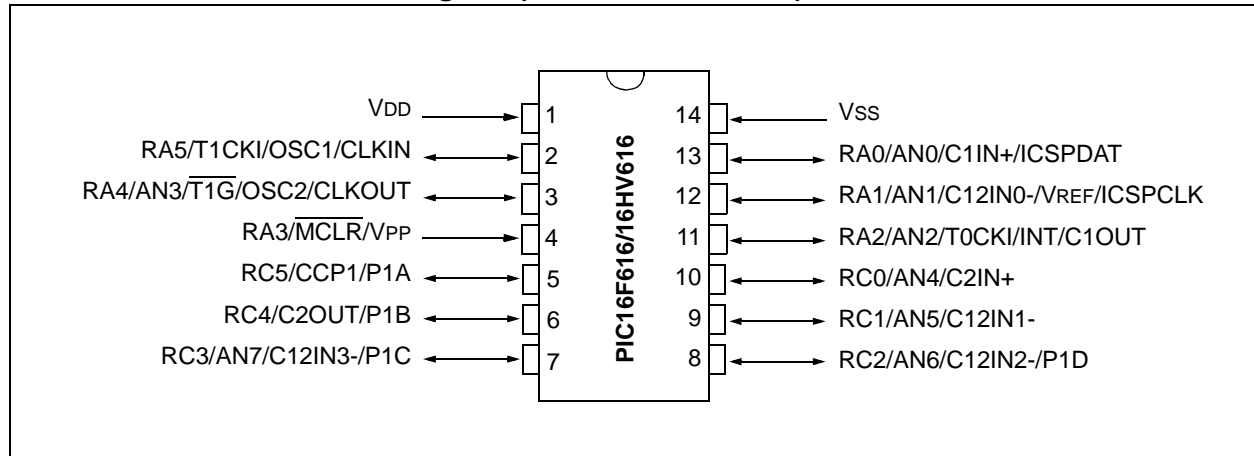 VDD
RA5/T1CKI/OSC1/CLKIN
RA4/AN3/T1G/OSC2/CLKOUT
RA3/MCLR/VPP
RC5/CCP1/P1A
RC4/C2OUT/P1B
RC3/AN7/C12IN3-/P1C
1
2
3
4
5
6
7
PIC16F616/16HV616
14
13
12
11
10
9
8
VSS
RA0/AN0/C1IN+/ICSPDAT
RA1/AN1/C12IN0-/VREF/ICSPCLK
RA2/AN2/T0CKI/INT/C1OUT
RC0/AN4/C2IN+
RC1/AN5/C12IN1-
RC2/AN6/C12IN2-/P1D